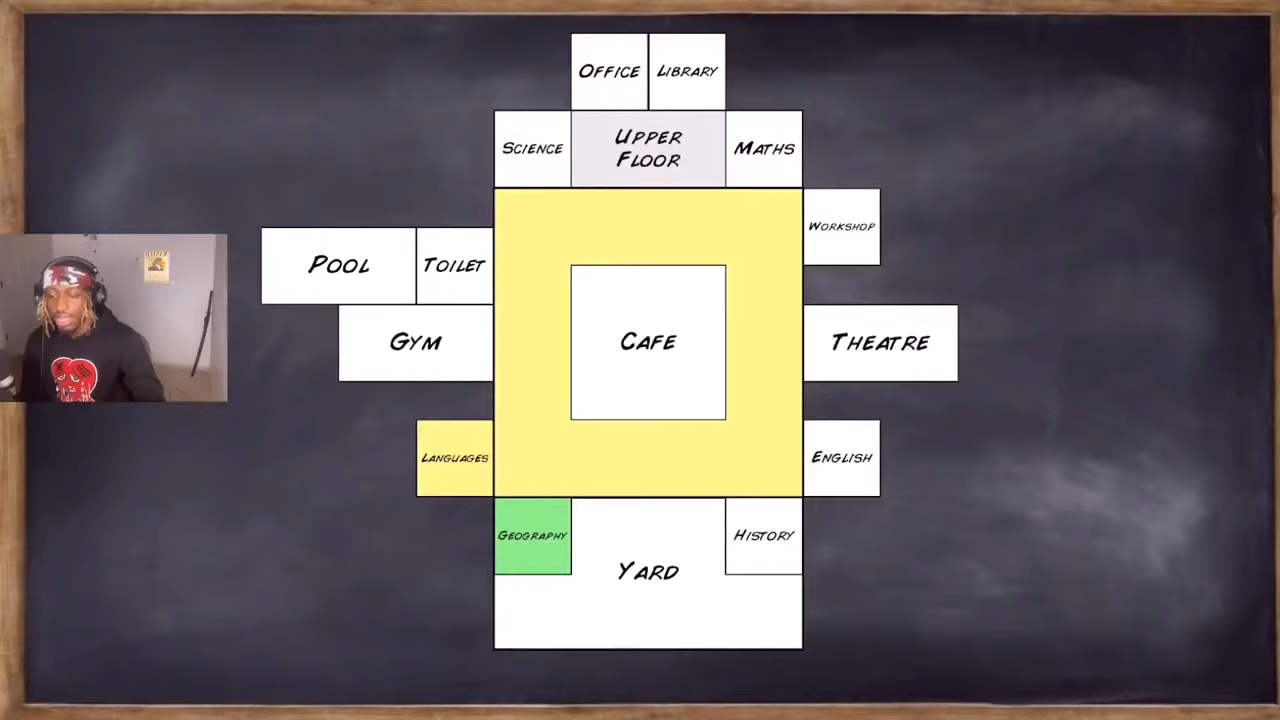 OFFICE
LIBRARY
SCIENCE
UPPER
FLOOR
MATHS
WORKSHOP
POOL
TOILET
GYM
CAFE
THEATRE
LANGUAGES
ENGLISH
GEOGRAPHY
HISTORY
YARD